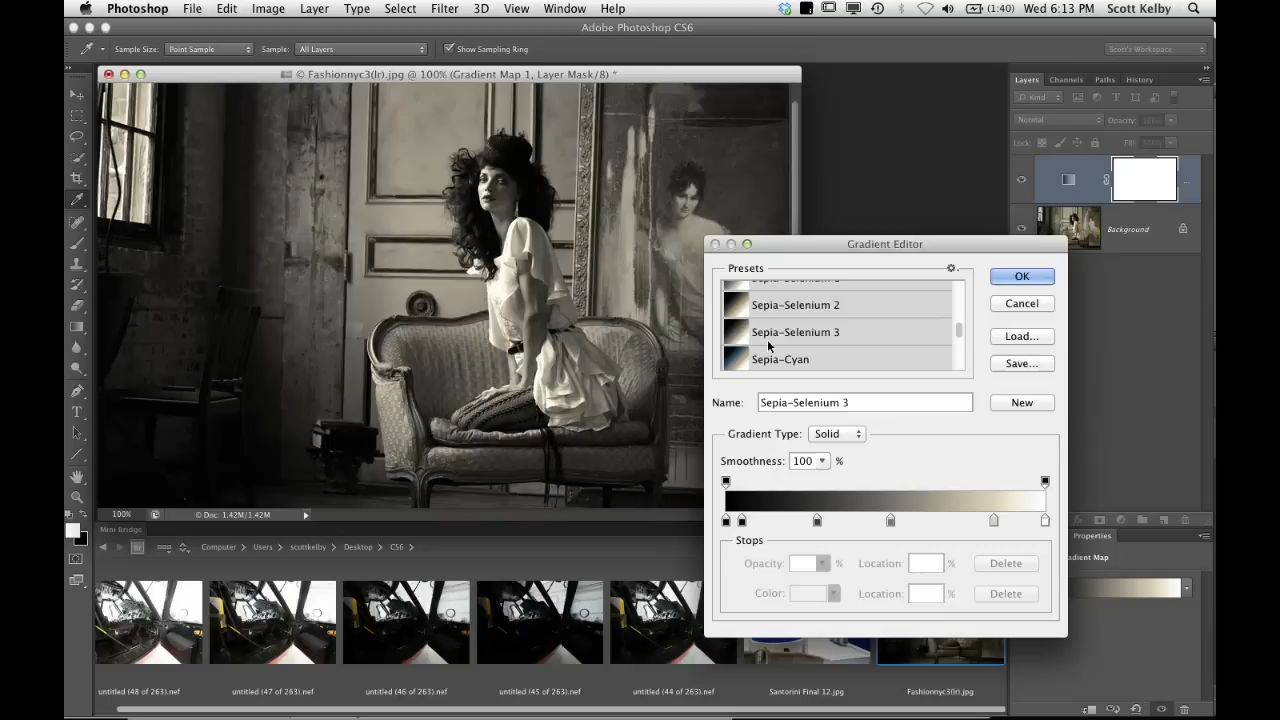 Photoshop File Edit Image Layer Type Select Filter 3D View Window Help (1:40) Wed 6:13 PM Scott Kelby
Adobe Photoshop CS6
Sample Size: Point Sample Sample: All Layers Show Sampling Ring Scott's Workspace
© Fashionnyc3(lr).jpg @ 100% (Gradient Map 1, Layer Mask/8) *
Layers Channels Paths History
Kind
Normal Opacity: 100%
Lock: Fill: 100%
...
Background
Gradient Editor
Presets
Sepia-Selenium 2
Sepia-Selenium 3
Sepia-Cyan
OK
Cancel
Load...
Save...
Name: Sepia-Selenium 3 New
Gradient Type: Solid
Smoothness: 100 %
Stops
Opacity: % Location: % Delete
Color: Location: % Delete
100% © Doc: 1.42M/1.42M
Mini Bridge
Computer Users scottkelby Desktop CS6
Br
Properties
Gradient Map
untitled (48 of 263).nef untitled (47 of 263).nef untitled (46 of 263).nef untitled (45 of 263).nef untitled (44 of 263).nef Santorini Final 12.jpg Fashionnyc3(lr).jpg